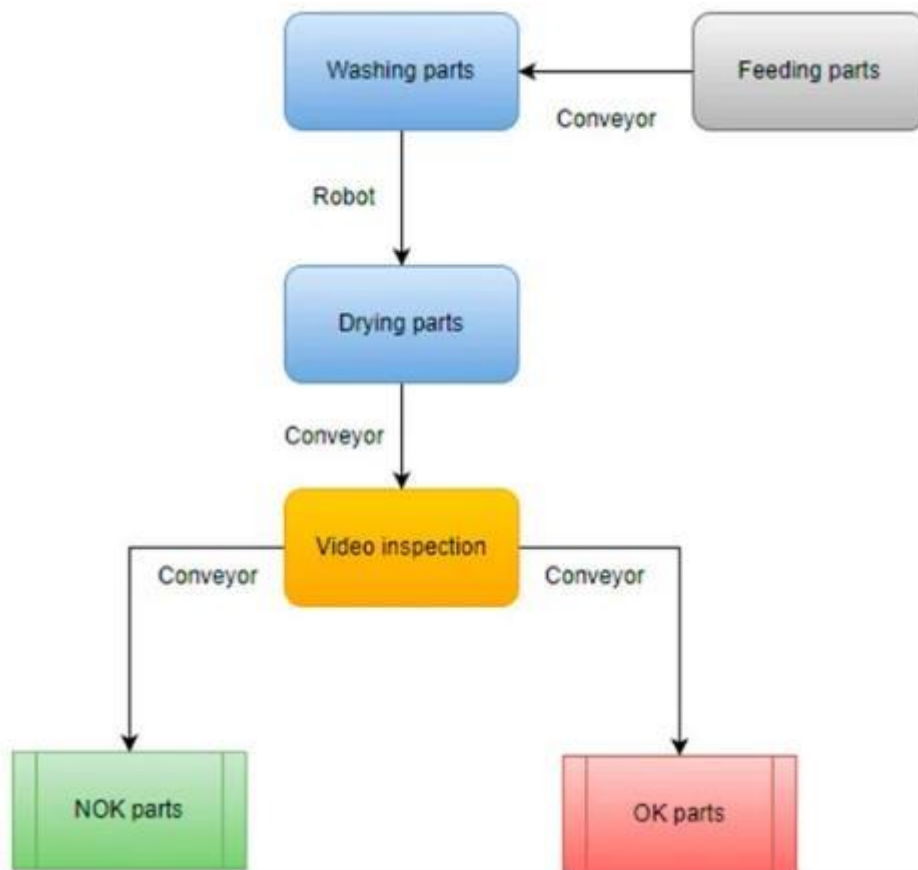 Washing parts
Feeding parts
Conveyor
Robot
Drying parts
Conveyor
Video inspection
Conveyor
Conveyor
NOK parts
OK parts